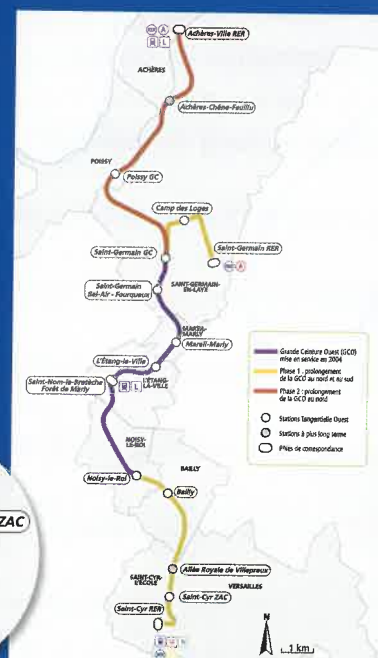 RER A
L
Achères-Ville RER
ACHÈRES
Achères-Chêne-Feuillu
POISSY
Poissy GC
Camp des Loges
Saint-Germain GC
Saint-Germain RER
RER A
Saint-Germain
Bel-Air - Fourqueux
SAINT-GERMAIN-
EN-LAYE
MAREIL-
MARLY
Mareil-Marly
L'Étang-la-Ville
Saint-Nom-la-Bretèche
Forêt de Marly
L
L'ÉTANG-
LA-VILLE
Grande Ceinture Ouest (GCO)
mise en service en 2004
Phase 1 : prolongement
de la GCO au nord et au sud
Phase 2 : prolongement
de la GCO au nord
Stations Tangentielle Ouest
Stations à plus long terme
Pôles de correspondance
NOISY-
LE-ROI
Noisy-le-Roi
BAILLY
Bailly
ZAC
Allée Royale de Villepreux
SAINT-CYR-
L'ÉCOLE
VERSAILLES
Saint-Cyr ZAC
Saint-Cyr RER
N
1 km